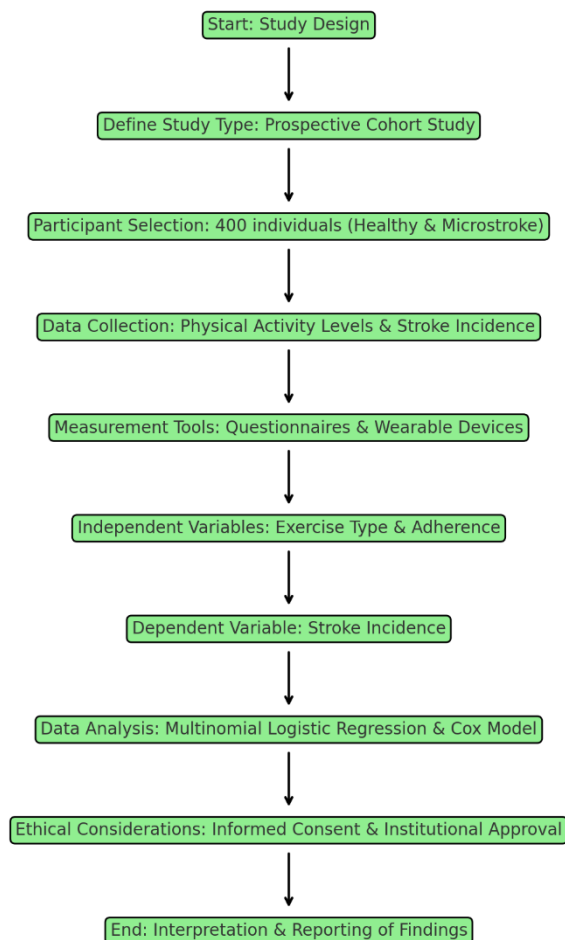 Start: Study Design
Define Study Type: Prospective Cohort Study
Participant Selection: 400 individuals (Healthy & Microstroke)
Data Collection: Physical Activity Levels & Stroke Incidence
Measurement Tools: Questionnaires & Wearable Devices
Independent Variables: Exercise Type & Adherence
Dependent Variable: Stroke Incidence
Data Analysis: Multinomial Logistic Regression & Cox Model
Ethical Considerations: Informed Consent & Institutional Approval
End: Interpretation & Reporting of Findings